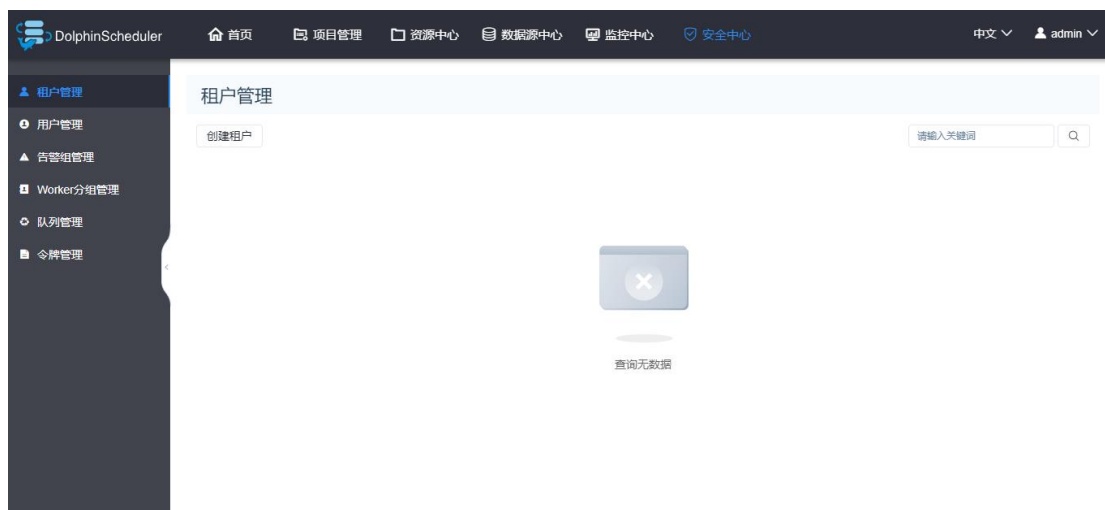 DolphinScheduler 首页 项目管理 资源中心 数据源中心 监控中心 安全中心 中文 admin
租户管理
用户管理
告警组管理
Worker分组管理
队列管理
令牌管理
租户管理
创建租户 请输入关键词
查询无数据